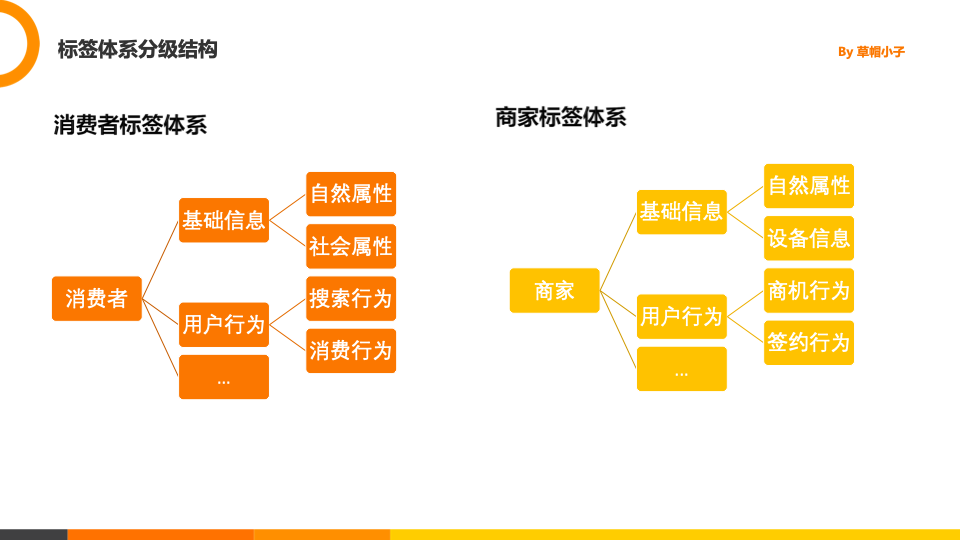 标签体系分级结构
By 草帽小子
消费者标签体系
消费者
基础信息
自然属性
社会属性
用户行为
搜索行为
消费行为
...
商家标签体系
商家
基础信息
自然属性
设备信息
用户行为
商机行为
签约行为
...